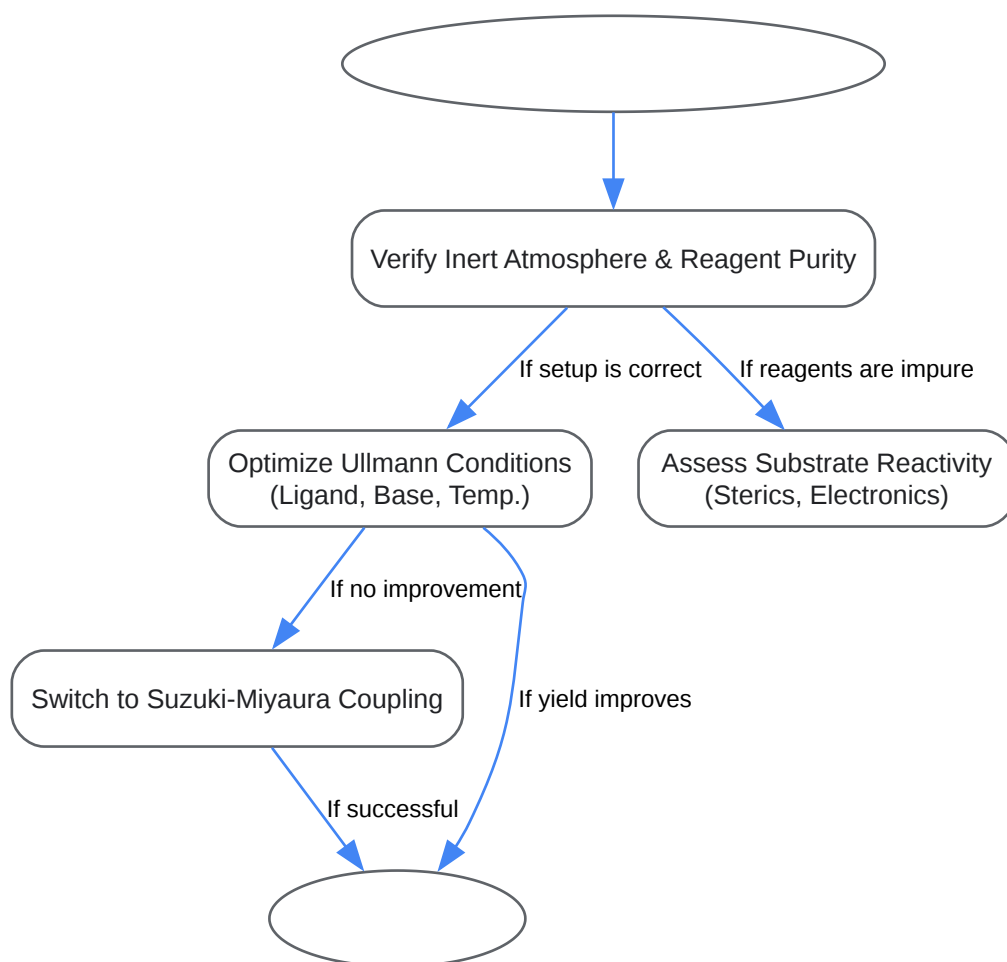 Verify Inert Atmosphere & Reagent Purity
If setup is correct
If reagents are impure
Optimize Ullmann Conditions
(Ligand, Base, Temp.)
Assess Substrate Reactivity
(Sterics, Electronics)
If no improvement
Switch to Suzuki-Miyaura Coupling
If yield improves
If successful